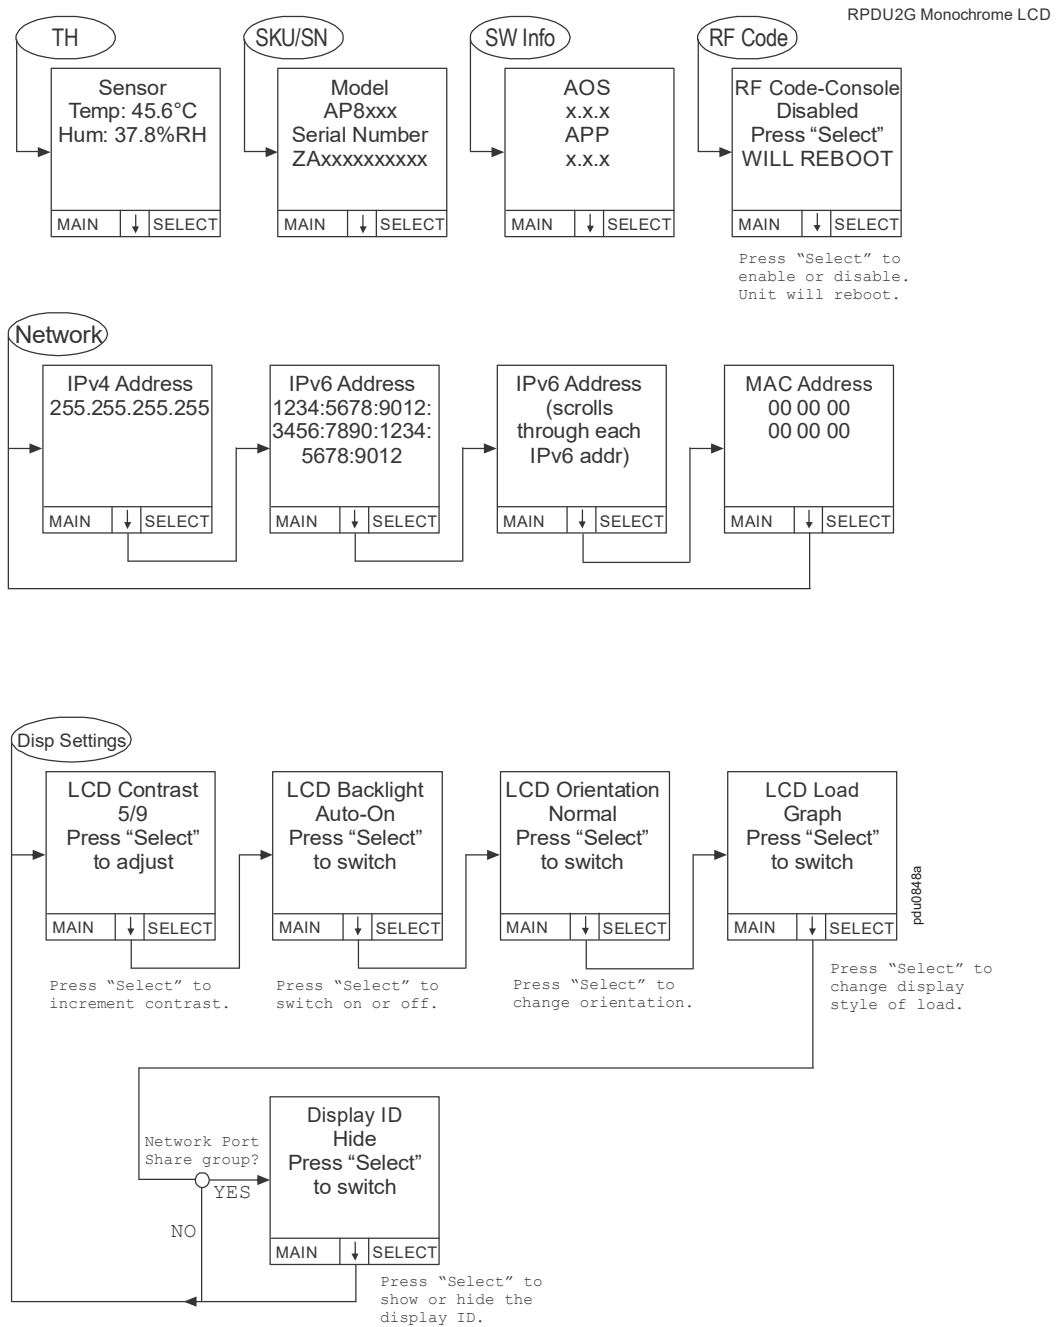 RPDU2G Monochrome LCD
TH
Sensor
Temp: 45.6°C
Hum: 37.8%RH
MAIN
SELECT
SKU/SN
Model
AP8xxx
Serial Number
ZAxxxxxxxxxx
MAIN
SELECT
SW Info
AOS
x.x.x
APP
x.x.x
MAIN
SELECT
RF Code
RF Code-Console
Disabled
Press “Select”
WILL REBOOT
MAIN
SELECT
Press “Select” to
enable or disable.
Unit will reboot.
Network
IPv4 Address
255.255.255.255
MAIN
SELECT
IPv6 Address
1234:5678:9012:
3456:7890:1234:
5678:9012
MAIN
SELECT
IPv6 Address
(scrolls
through each
IPv6 addr)
MAIN
SELECT
MAC Address
00 00 00
00 00 00
MAIN
SELECT
Disp Settings
LCD Contrast
5/9
Press “Select”
to adjust
MAIN
SELECT
Press “Select” to
increment contrast.
LCD Backlight
Auto-On
Press “Select”
to switch
MAIN
SELECT
Press “Select” to
switch on or off.
LCD Orientation
Normal
Press “Select”
to switch
MAIN
SELECT
Press “Select” to
change orientation.
LCD Load
Graph
Press “Select”
to switch
MAIN
SELECT
Press “Select” to
change display
style of load.
pdu0848a
Network Port
Share group?
YES
NO
Display ID
Hide
Press “Select”
to switch
MAIN
SELECT
Press “Select” to
show or hide the
display ID.